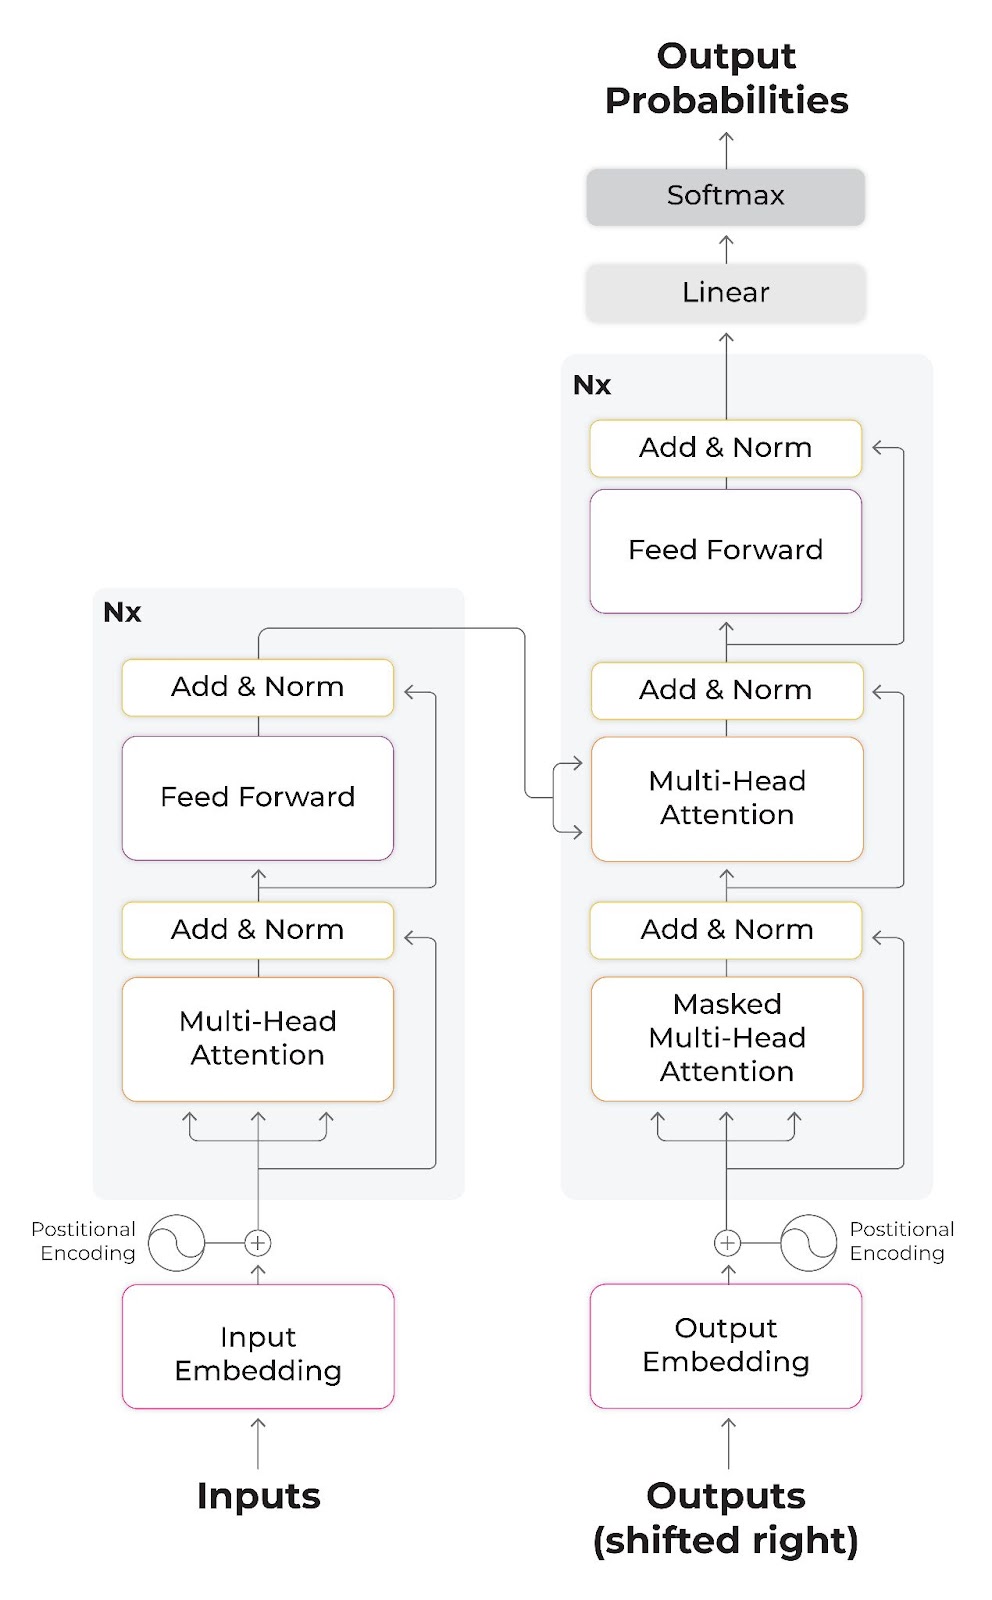 Output
Probabilities
Softmax
Linear
Nx
Add & Norm
Feed Forward
Add & Norm
Multi-Head
Attention
Add & Norm
Masked
Multi-Head
Attention
Nx
Add & Norm
Feed Forward
Add & Norm
Multi-Head
Attention
Postitional
Encoding
Postitional
Encoding
Input
Embedding
Output
Embedding
Inputs
Outputs
(shifted right)